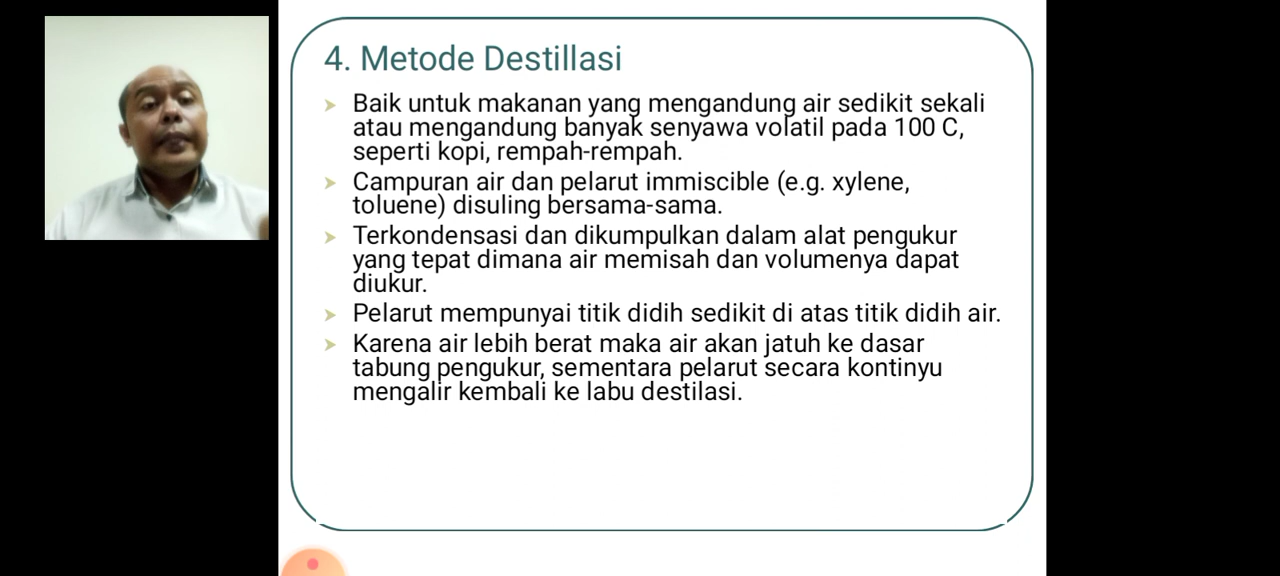 4. Metode Destillasi
Baik untuk makanan yang mengandung air sedikit sekali
atau mengandung banyak senyawa volatil pada 100 C,
seperti kopi, rempah-rempah.
Campuran air dan pelarut immiscible (e.g. xylene,
toluene) disuling bersama-sama.
Terkondensasi dan dikumpulkan dalam alat pengukur
yang tepat dimana air memisah dan volumenya dapat
diukur.
Pelarut mempunyai titik didih sedikit di atas titik didih air.
Karena air lebih berat maka air akan jatuh ke dasar
tabung pengukur, sementara pelarut secara kontinyu
mengalir kembali ke labu destilasi.